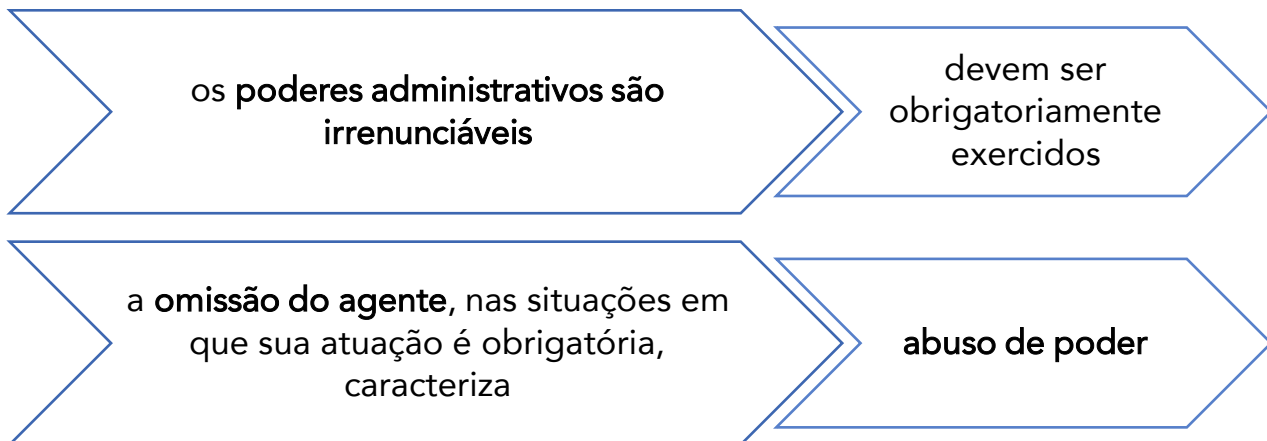 os poderes administrativos são
irrenunciáveis
devem ser
obrigatoriamente
exercidos
a omissão do agente, nas situações em
que sua atuação é obrigatória,
caracteriza
abuso de poder